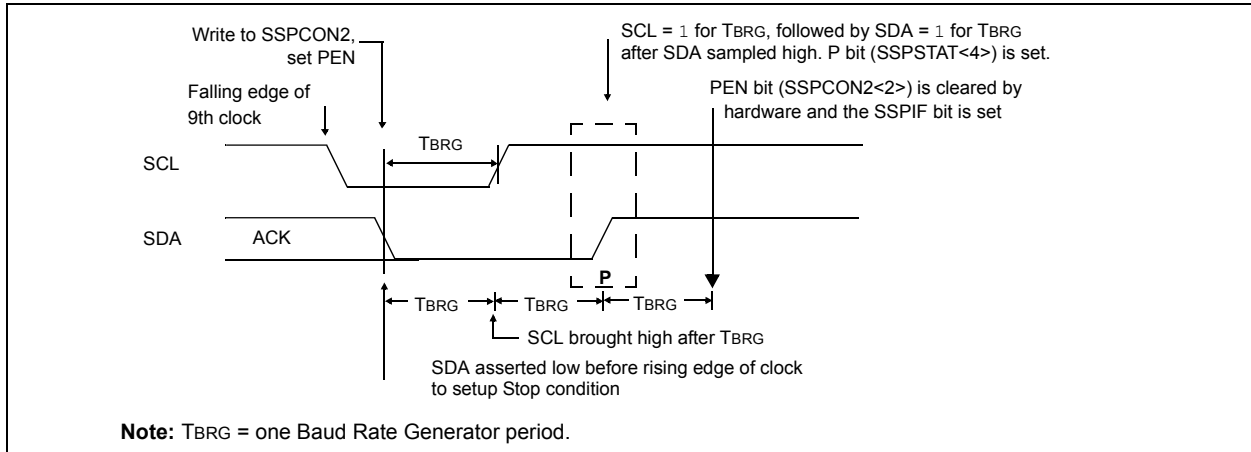 Write to SSPCON2,
set PEN
SCL = 1 for TBRG, followed by SDA = 1 for TBRG
after SDA sampled high. P bit (SSPSTAT<4>) is set.
Falling edge of
9th clock
PEN bit (SSPCON2<2>) is cleared by
hardware and the SSPIF bit is set
TBRG
SCL
SDA
ACK
P
TBRG
TBRG
TBRG
SCL brought high after TBRG
SDA asserted low before rising edge of clock
to setup Stop condition
Note: TBRG = one Baud Rate Generator period.